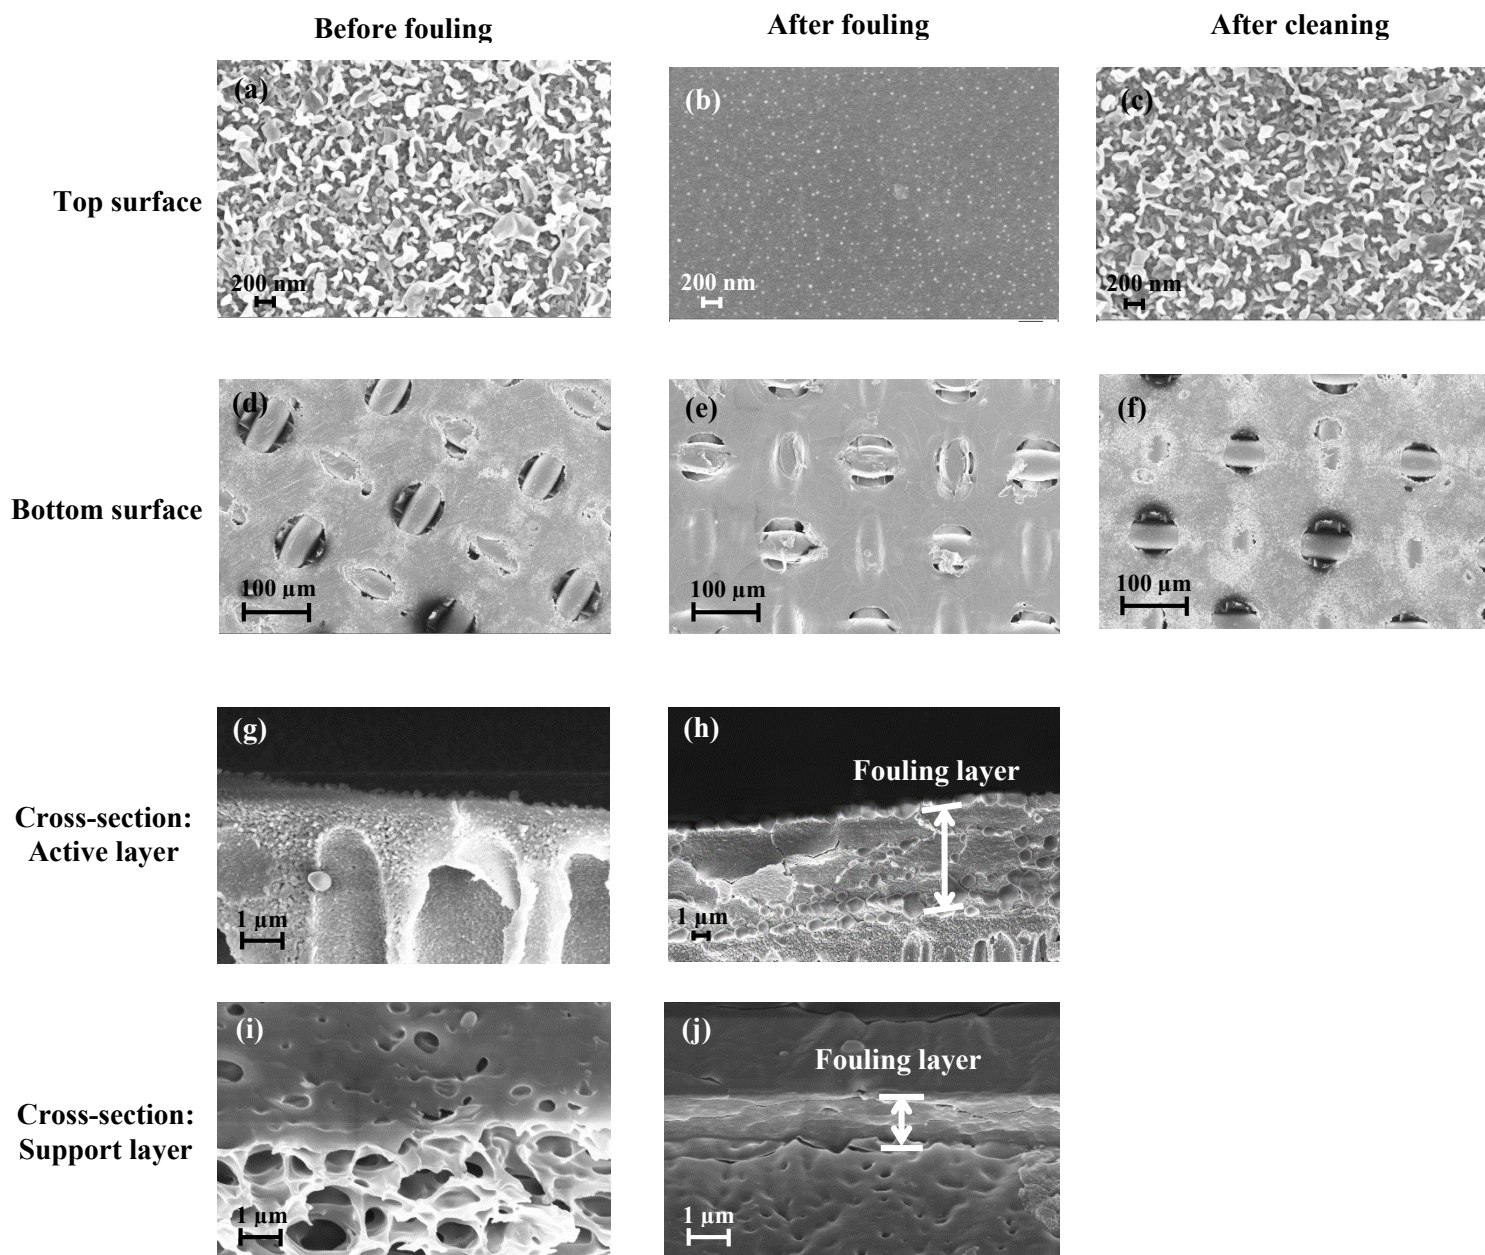 Before fouling
After fouling
After cleaning
Top surface
(a)
200 nm
(b)
200 nm
(c)
200 nm
Bottom surface
(d)
100 µm
(e)
100 µm
(f)
100 µm
Cross-section:
Active layer
(g)
1 µm
(h)
Fouling layer
1 µm
Cross-section:
Support layer
(i)
1 µm
(j)
Fouling layer
1 µm